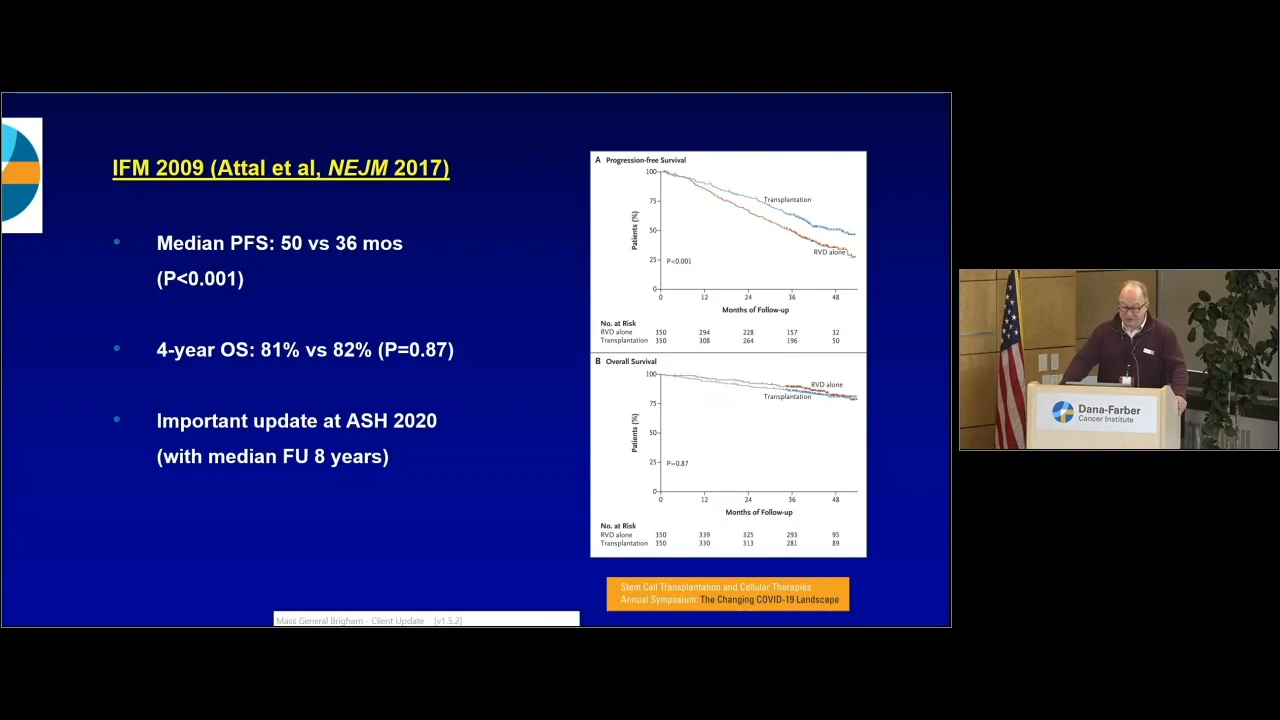 IFM 2009 (Attal et al, NEJM 2017)
• Median PFS: 50 vs 36 mos
(P<0.001)
• 4-year OS: 81% vs 82% (P=0.87)
• Important update at ASH 2020
(with median FU 8 years)
A Progression-free Survival
100
75
50
25
0
Patients (%)
Transplantation
RVD alone
P<0.001
0 12 24 36 48
Months of Follow-up
No. at Risk
RVD alone 350 294 228 157 32
Transplantation 350 308 264 196 50
B Overall Survival
100
75
50
25
0
Patients (%)
RVD alone
Transplantation
P=0.87
0 12 24 36 48
Months of Follow-up
No. at Risk
RVD alone 350 339 325 293 95
Transplantation 350 330 313 281 89
Stem Cell Transplantation and Cellular Therapies
Annual Symposium: The Changing COVID-19 Landscape
Mass General Brigham - Client Update [v1.5.2]
Dana-Farber
Cancer Institute